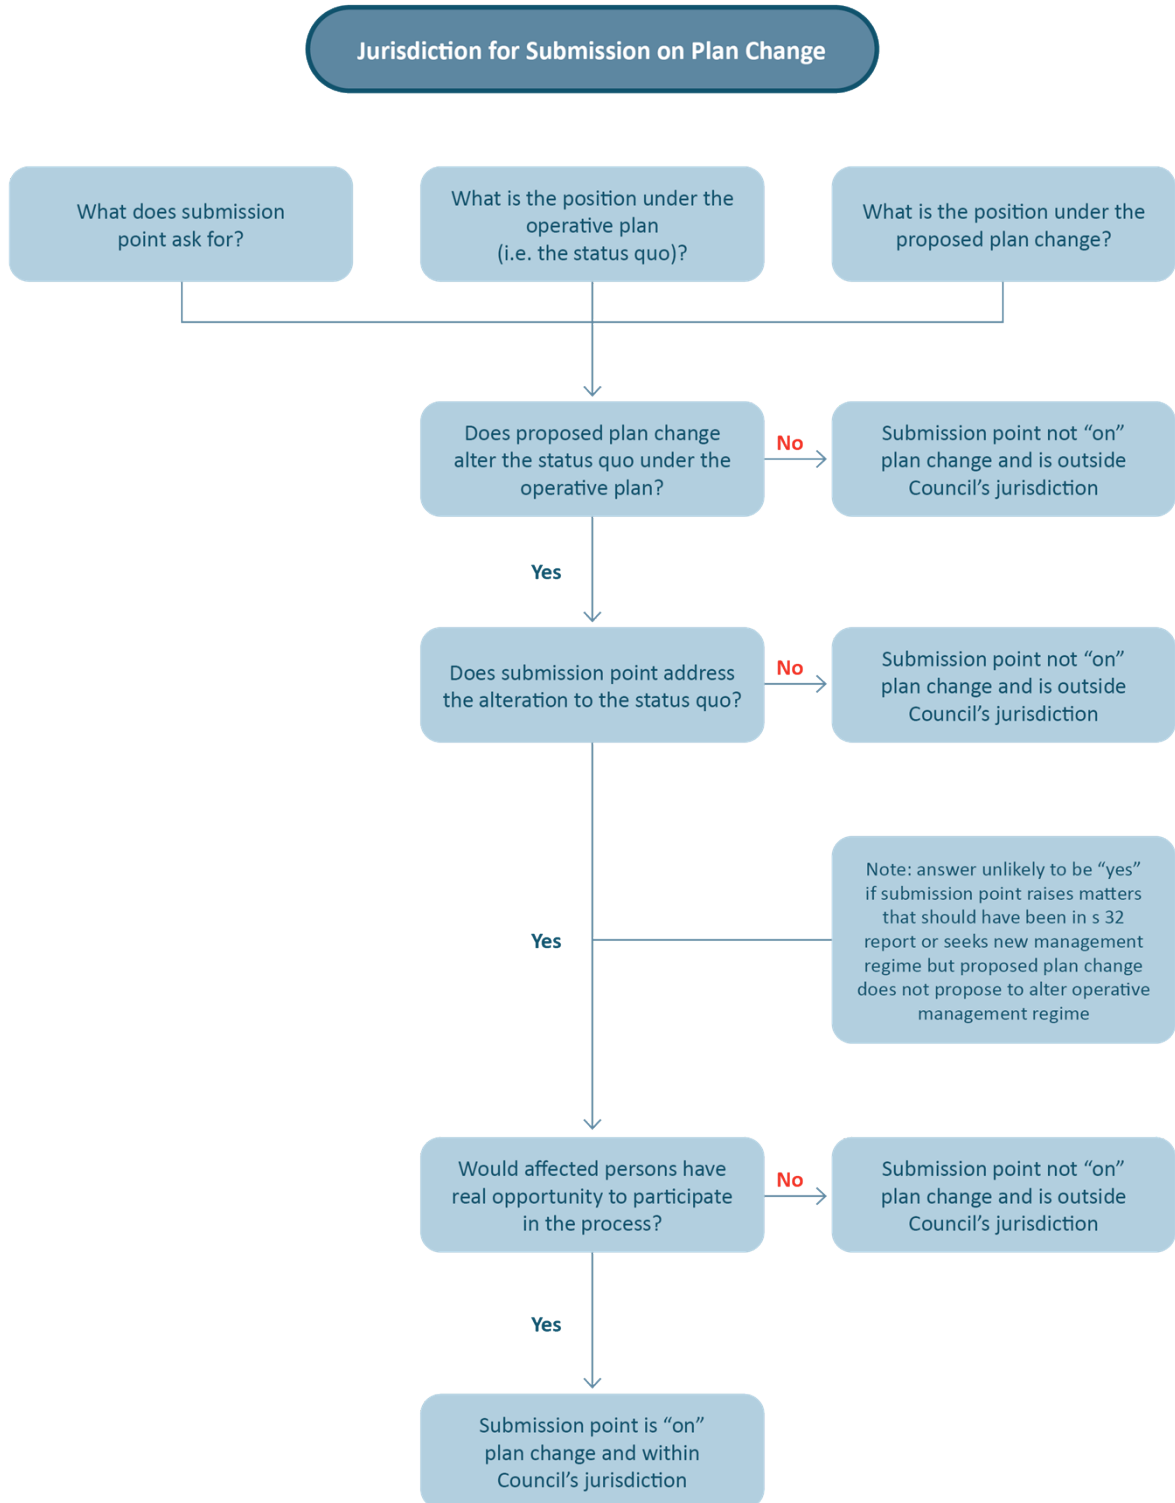 Jurisdiction for Submission on Plan Change
What does submission
point ask for?
What is the position under the
operative plan
(i.e. the status quo)?
What is the position under the
proposed plan change?
Does proposed plan change
alter the status quo under the
operative plan?
No
Submission point not “on”
plan change and is outside
Council’s jurisdiction
Yes
Does submission point address
the alteration to the status quo?
No
Submission point not “on”
plan change and is outside
Council’s jurisdiction
Note: answer unlikely to be “yes”
if submission point raises matters
that should have been in s 32
report or seeks new management
regime but proposed plan change
does not propose to alter operative
management regime
Yes
Would affected persons have
real opportunity to participate
in the process?
No
Submission point not “on”
plan change and is outside
Council’s jurisdiction
Yes
Submission point is “on”
plan change and within
Council’s jurisdiction